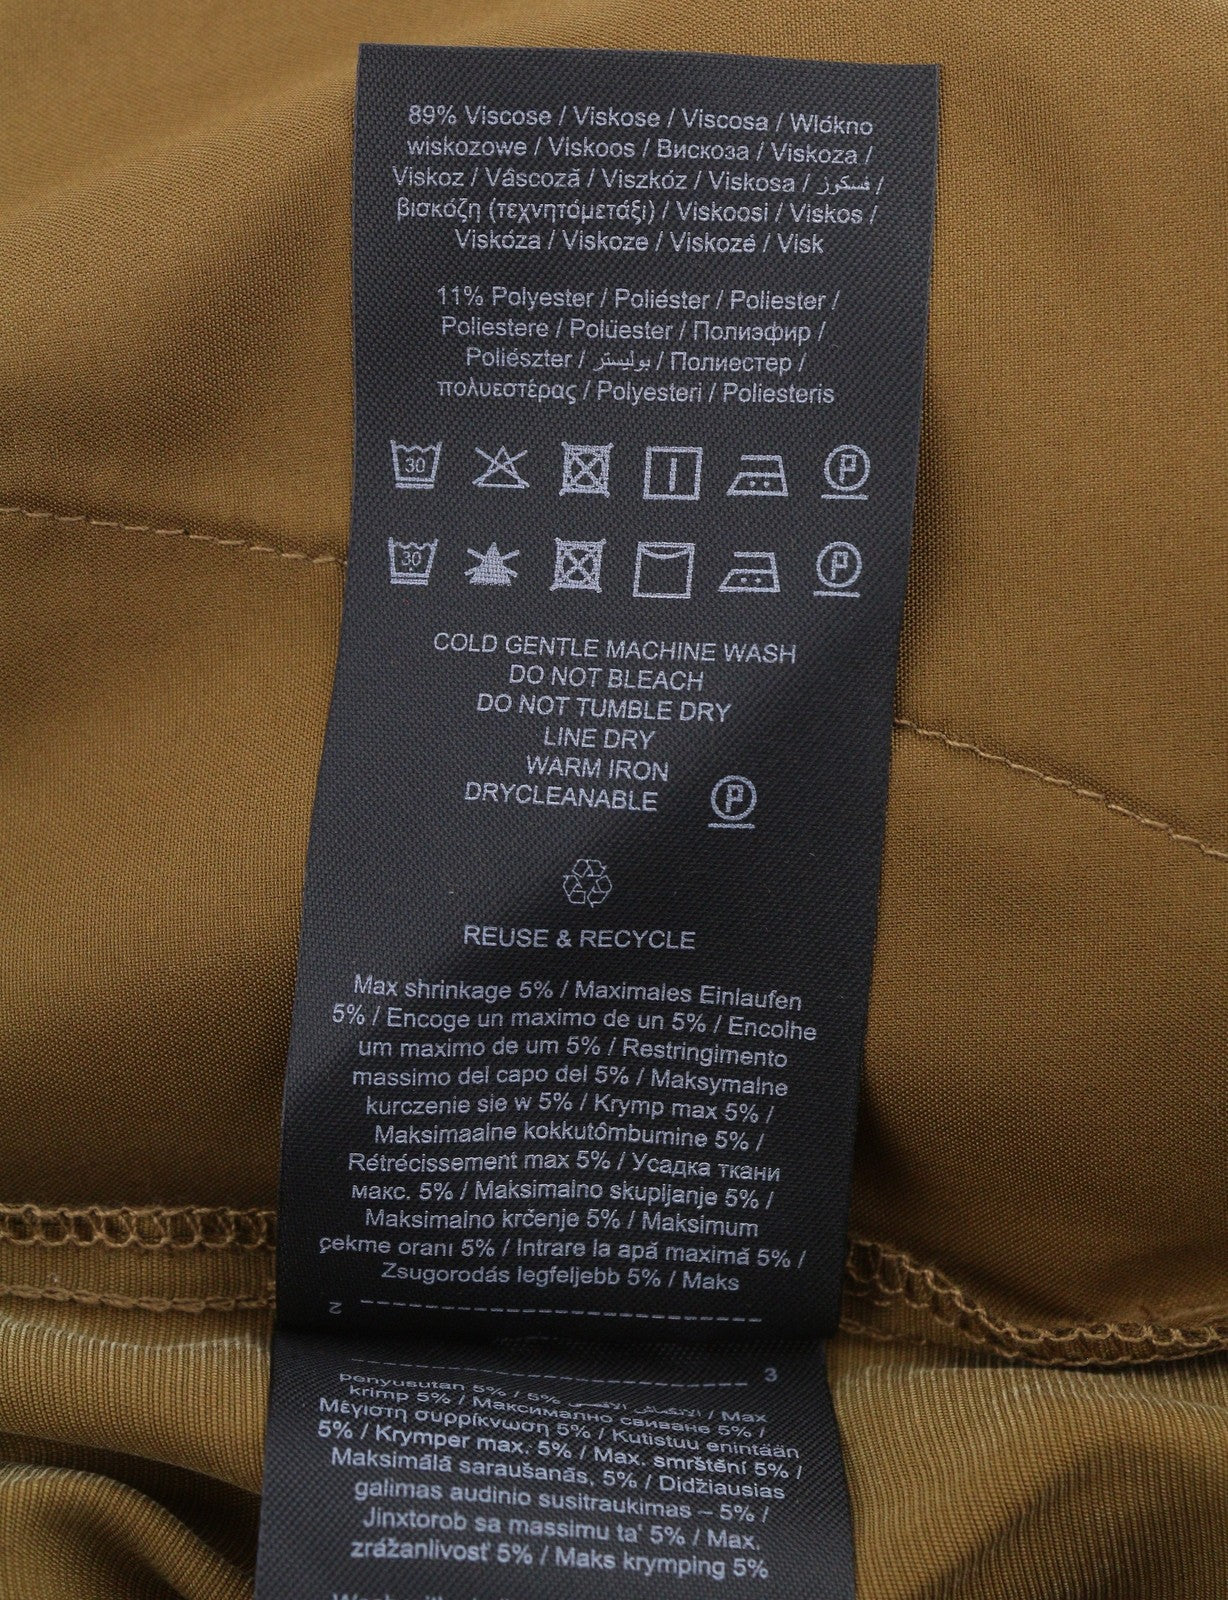 89% Viscose / Viskose / Viscosa / Wlókno
wiskozowe / Viskoos / Вискоза / Viskoza /
Viskoz / Vâscoză / Viszkóz / Viskosa / فسكوز /
βισκόζη (τεχνητόμετάξι) / Viskoosi / Viskos /
Viskóza / Viskoze / Viskozé / Visk
11% Polyester / Poliéster / Poliester /
Poliestere / Polüester / Полиэфир /
Poliészter / بوليستر / Полиестер /
πολυεστέρας / Polyesteri / Poliesteris
30
30
COLD GENTLE MACHINE WASH
DO NOT BLEACH
DO NOT TUMBLE DRY
LINE DRY
WARM IRON
DRYCLEANABLE P
REUSE & RECYCLE
Max shrinkage 5% / Maximales Einlaufen
5% / Encoge un maximo de un 5% / Encolhe
um maximo de um 5% / Restringimento
massimo del capo del 5% / Maksymalne
kurczenie sie w 5% / Krymp max 5% /
Maksimaalne kokkutômbumine 5% /
Rétrécissement max 5% / Усадка ткани
макс. 5% / Maksimalno skupljanje 5% /
Maksimalno krčenje 5% / Maksimum
çekme oranı 5% / Intrare la apă maximă 5% /
Zsugorodás legfeljebb 5% / Maks
2
3
penyusutan 5% / 5% / Max
krimp 5% / Максимално свиване 5% /
Μέγιστη συρρίκνωση 5% / Kutistuu enintään
5% / Krymper max. 5% / Max. smrštění 5% /
Maksimālā saraušanās, 5% / Didžiausias
galimas audinio susitraukimas – 5% /
Jinxtorob sa massimu ta' 5% / Max.
zrážanlivosť 5% / Maks krymping 5%